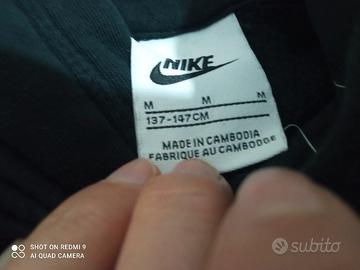 NIKE
M M M
137-147CM
MADE IN CAMBODIA
FABRIQUE AU CAMBODGE
SHOT ON REDMI 9
AI QUAD CAMERA
subito